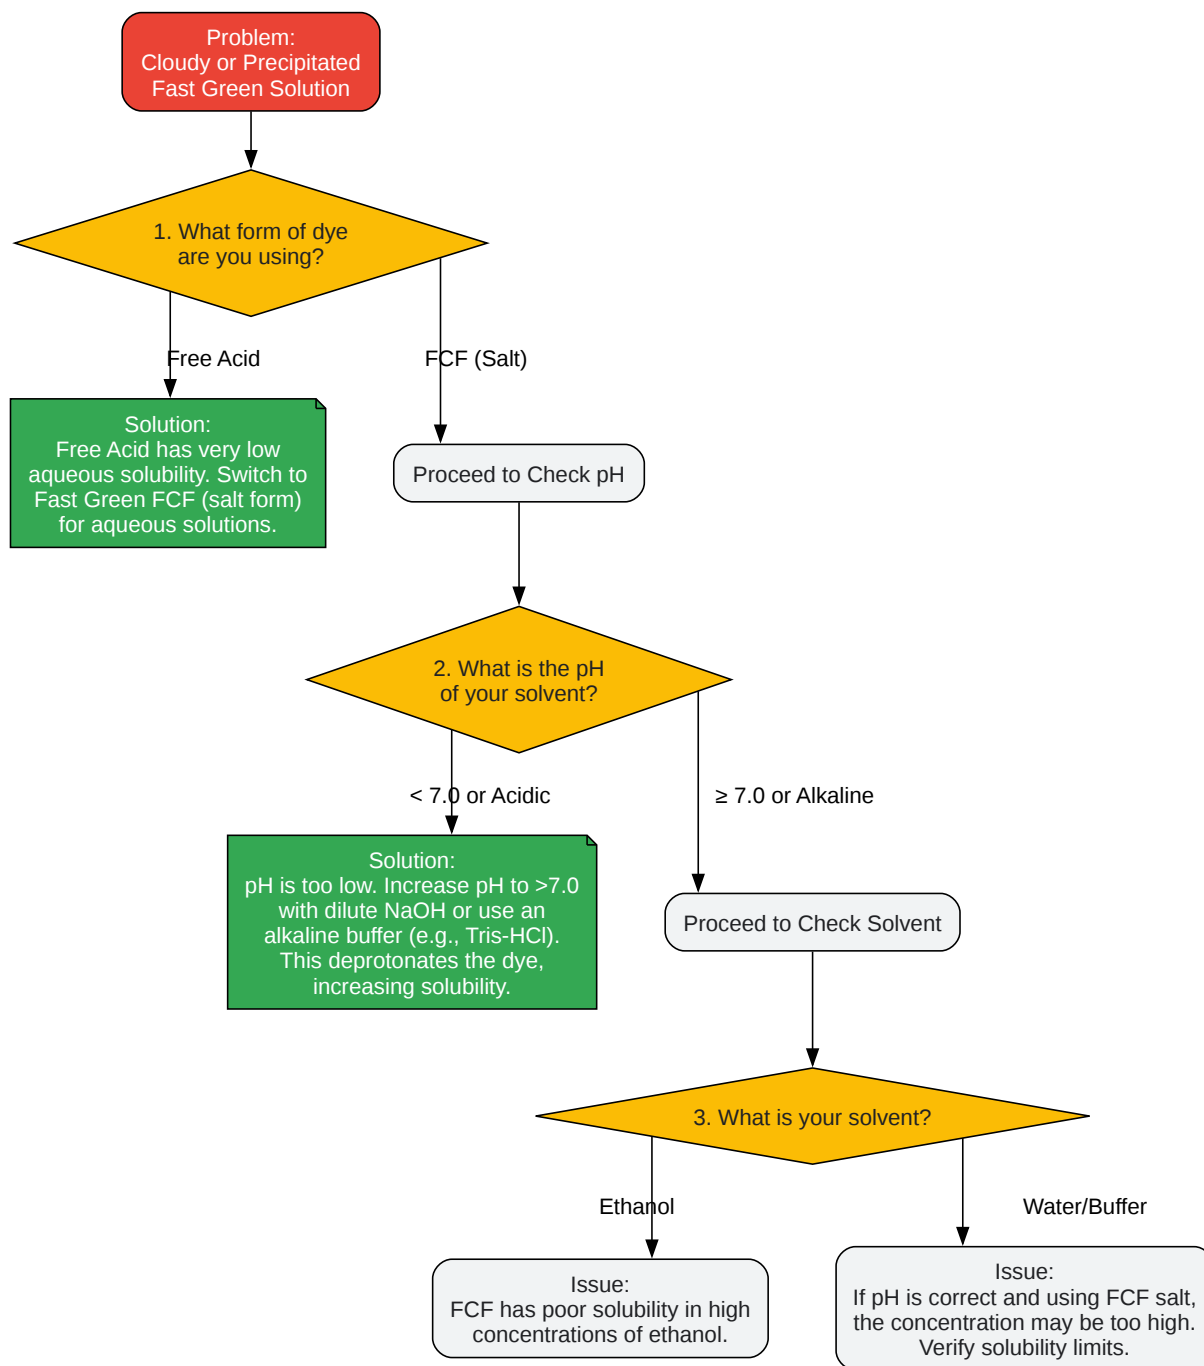 Problem:
Cloudy or Precipitated
Fast Green Solution
1. What form of dye
are you using?
Free Acid
FCF (Salt)
Solution:
Free Acid has very low
aqueous solubility. Switch to
Fast Green FCF (salt form)
for aqueous solutions.
Proceed to Check pH
2. What is the pH
of your solvent?
< 7.0 or Acidic
≥ 7.0 or Alkaline
Solution:
pH is too low. Increase pH to >7.0
with dilute NaOH or use an
alkaline buffer (e.g., Tris-HCl).
This deprotonates the dye,
increasing solubility.
Proceed to Check Solvent
3. What is your solvent?
Ethanol
Water/Buffer
Issue:
FCF has poor solubility in high
concentrations of ethanol.
Issue:
If pH is correct and using FCF salt,
the concentration may be too high.
Verify solubility limits.